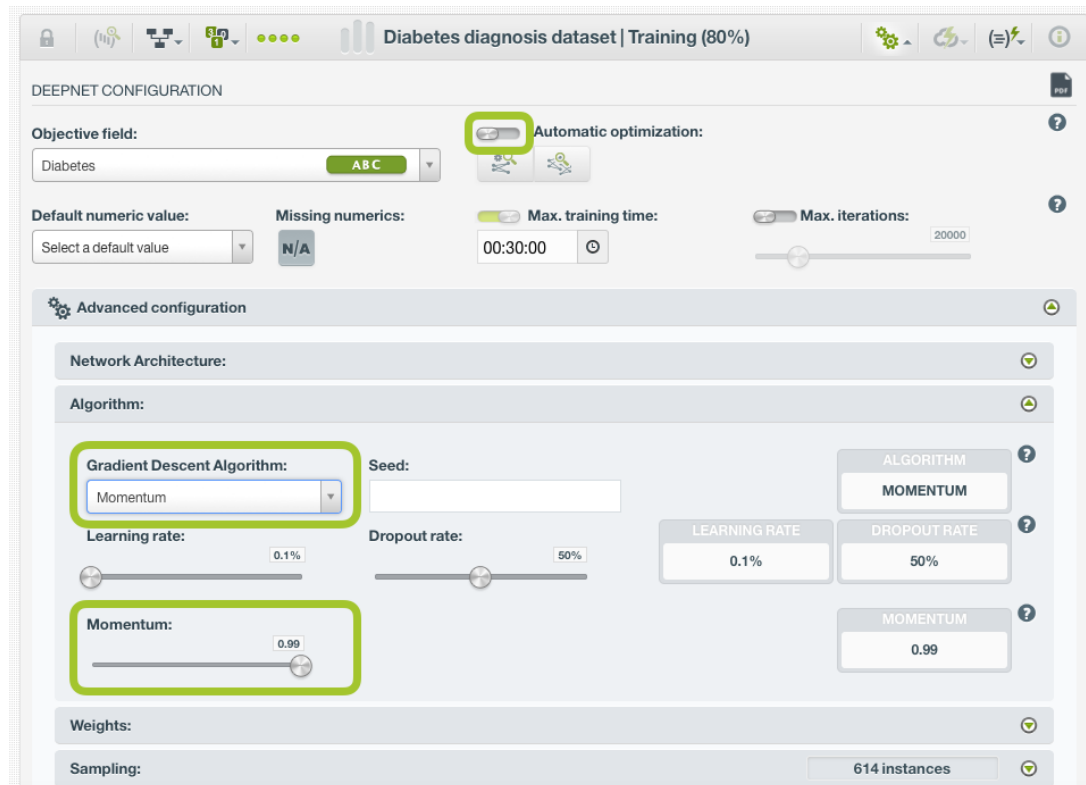 Diabetes diagnosis dataset | Training (80%)
DEEPNET CONFIGURATION
PDF
Objective field:
Automatic optimization:
Diabetes
ABC
Default numeric value:
Missing numerics:
Max. training time:
Max. iterations:
Select a default value
N/A
00:30:00
20000
Advanced configuration
Network Architecture:
Algorithm:
Gradient Descent Algorithm:
Seed:
ALGORITHM
Momentum
MOMENTUM
Learning rate:
Dropout rate:
LEARNING RATE
DROPOUT RATE
0.1%
50%
0.1%
50%
Momentum:
MOMENTUM
0.99
0.99
Weights:
Sampling:
614 instances